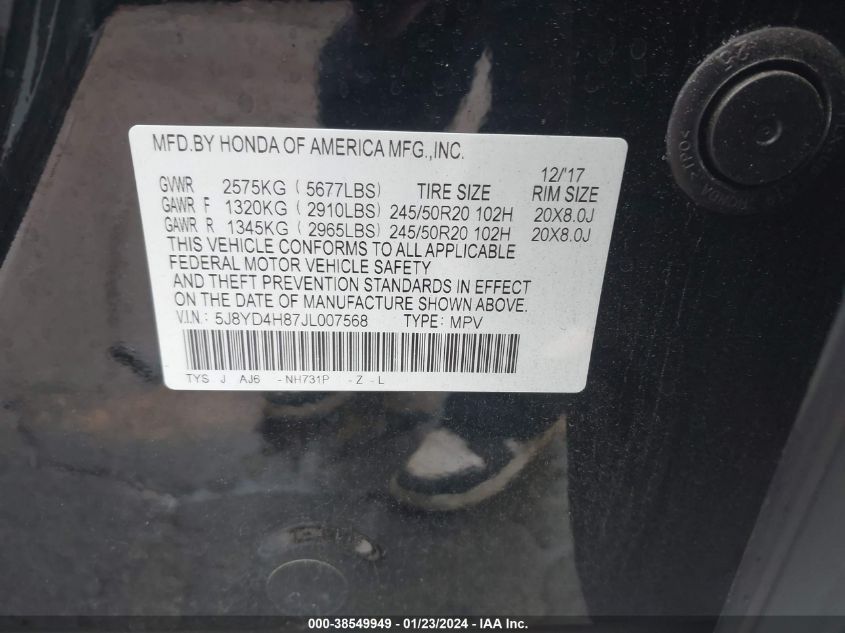 MFD.BY HONDA OF AMERICA MFG.,INC.
12/'17
GVWR 2575KG ( 5677LBS) TIRE SIZE RIM SIZE
GAWR F 1320KG ( 2910LBS) 245/50R20 102H 20X8.0J
GAWR R 1345KG ( 2965LBS) 245/50R20 102H 20X8.0J
THIS VEHICLE CONFORMS TO ALL APPLICABLE
FEDERAL MOTOR VEHICLE SAFETY
AND THEFT PREVENTION STANDARDS IN EFFECT
ON THE DATE OF MANUFACTURE SHOWN ABOVE.
V.I.N: 5J8YD4H87JL007568 TYPE: MPV
TYS J AJ6 -NH731P -Z -L
000-38549949 - 01/23/2024 - IAA Holdings, LLC.